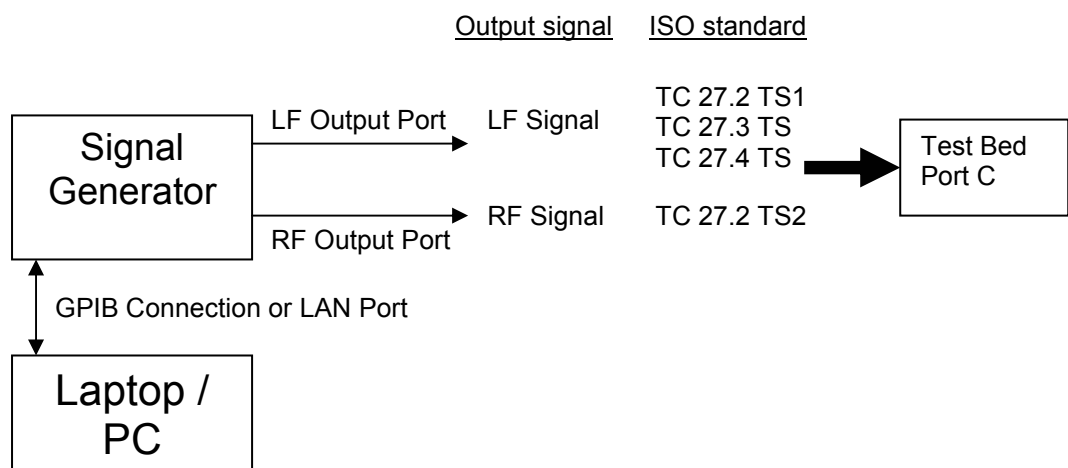 Output signal ISO standard
Signal
Generator
LF Output Port
RF Output Port
LF Signal
RF Signal
TC 27.2 TS1
TC 27.3 TS
TC 27.4 TS
TC 27.2 TS2
Test Bed
Port C
GPIB Connection or LAN Port
Laptop /
PC